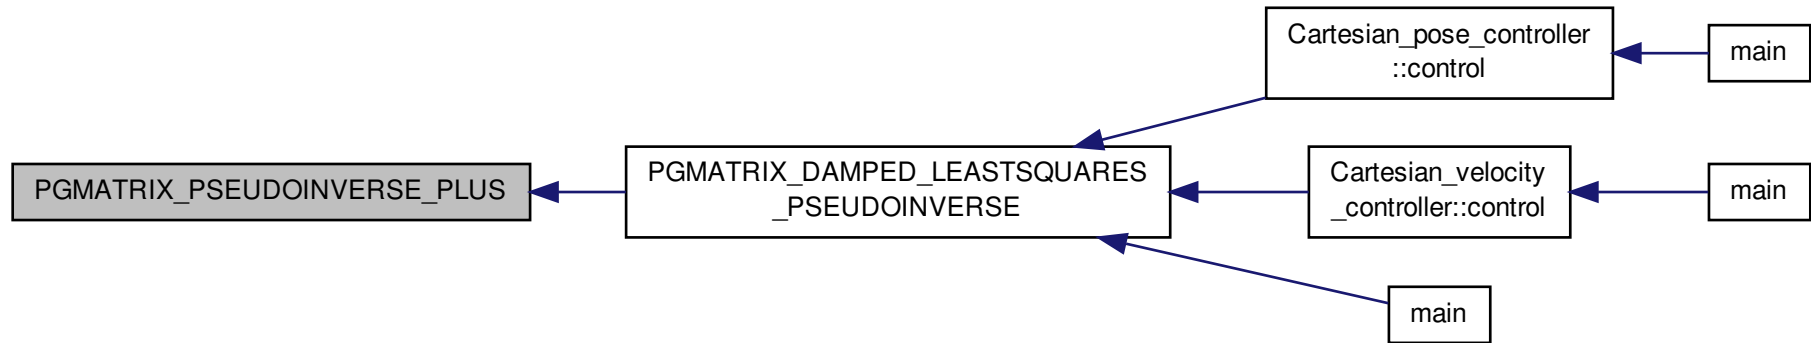 PGMATRIX_PSEUDOINVERSE_PLUS
PGMATRIX_DAMPED_LEASTSQUARES
_PSEUDOINVERSE
Cartesian_pose_controller
::control
main
Cartesian_velocity
_controller::control
main
main